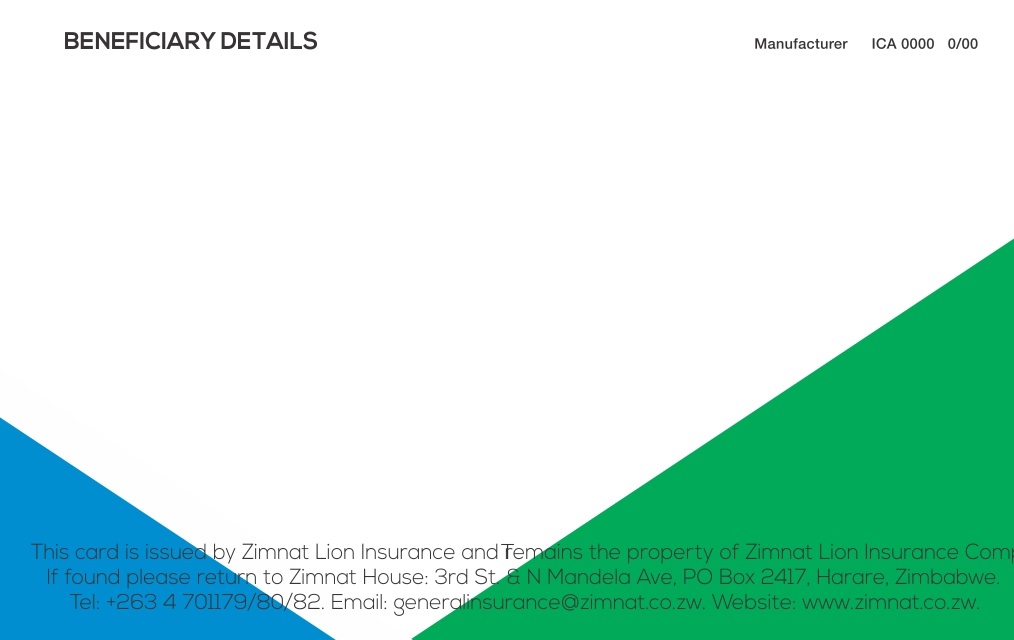 BENEFICIARY DETAILS
Manufacturer ICA 0000 0/00
This card is issued by Zimnat Lion Insurance and remains the property of Zimnat Lion Insurance
If found please return to Zimnat House: 3rd St. & N Mandela Ave, PO Box 2417, Harare, Zimbabwe.
Tel: +263 4 701179/80/82. Email: generalinsurance@zimnat.co.zw. Website: www.zimnat.co.zw.